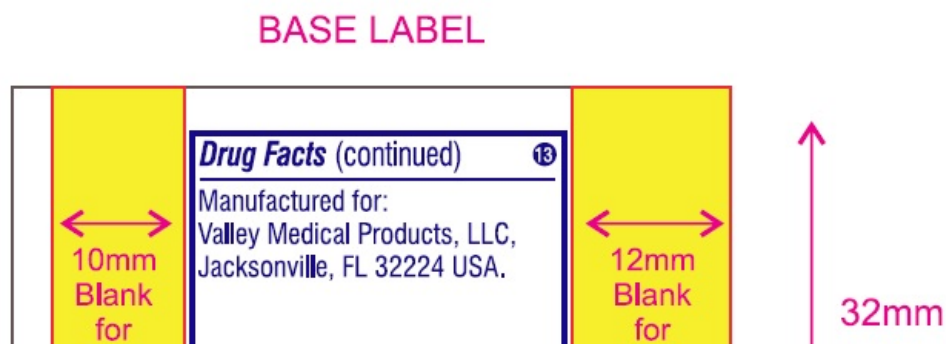 BASE LABEL
Drug Facts (continued) 13
Manufactured for:
Valley Medical Products, LLC,
Jacksonville, FL 32224 USA.
10mm
Blank
for
12mm
Blank
for
32mm